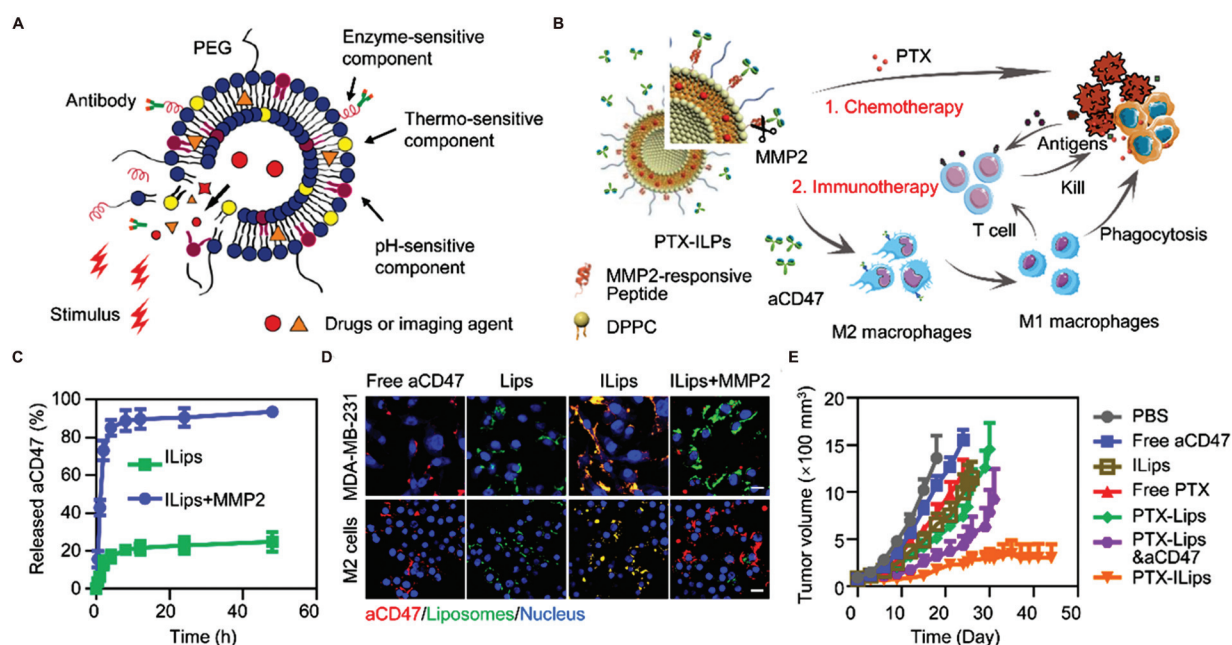 A
PEG
Enzyme-sensitive
component
Antibody
Thermo-sensitive
component
pH-sensitive
component
Stimulus
Drugs or imaging agent
B
PTX
1. Chemotherapy
MMP2
Antigens
2. Immunotherapy
Kill
PTX-ILPs
T cell
Phagocytosis
MMP2-responsive
Peptide
aCD47
DPPC
M2 macrophages
M1 macrophages
C
Released aCD47 (%)
100
80
60
40
20
0
ILips
ILips+MMP2
0 20 40 60
Time (h)
D
Free aCD47 Lips ILips ILips+MMP2
MDA-MB-231
M2 cells
aCD47/Liposomes/Nucleus
E
Tumor volume (×100 mm³)
15
10
5
0
0 10 20 30 40 50
Time (Day)
PBS
Free aCD47
ILips
Free PTX
PTX-Lips
PTX-Lips
&aCD47
PTX-ILips